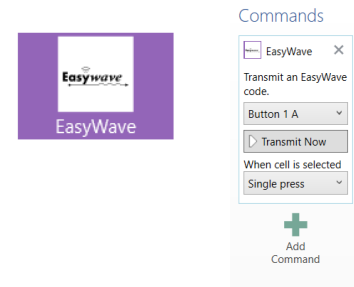 Easywave
EasyWave
Commands
EasyWave
Transmit an EasyWave
code.
Button 1 A
Transmit Now
When cell is selected
Single press
Add
Command